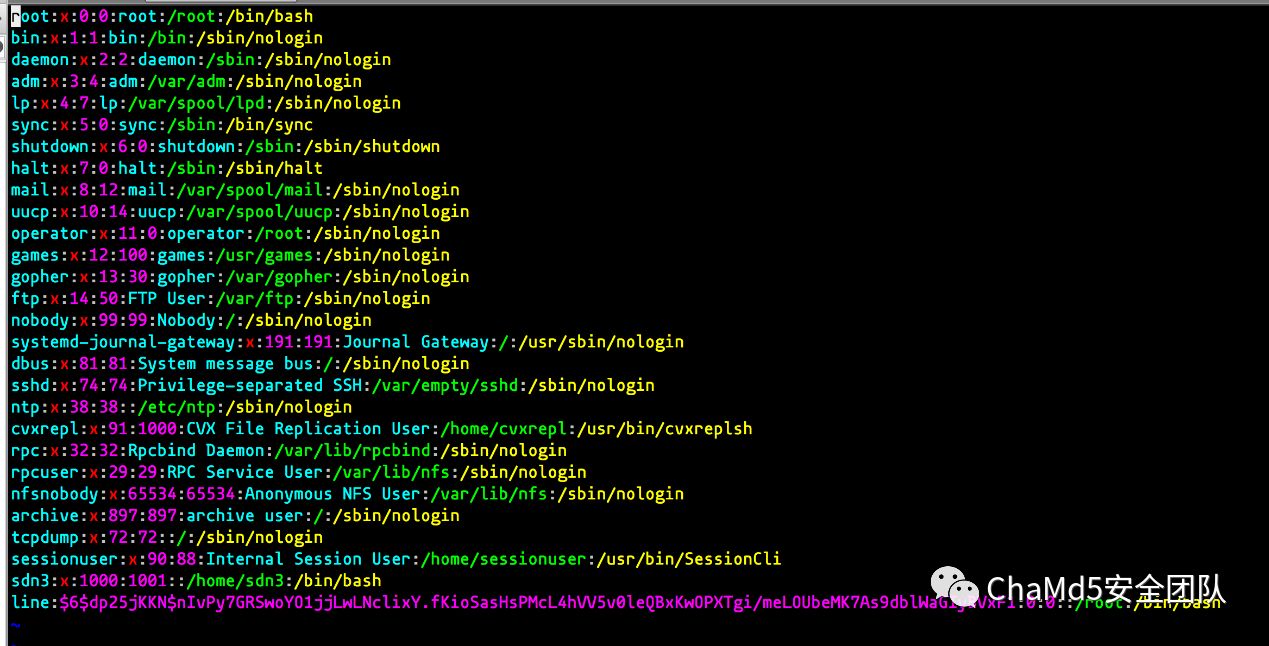 root:x:0:0:root:/root:/bin/bash
bin:x:1:1:bin:/bin:/sbin/nologin
daemon:x:2:2:daemon:/sbin:/sbin/nologin
adm:x:3:4:adm:/var/adm:/sbin/nologin
lp:x:4:7:lp:/var/spool/lpd:/sbin/nologin
sync:x:5:0:sync:/sbin:/bin/sync
shutdown:x:6:0:shutdown:/sbin:/sbin/shutdown
halt:x:7:0:halt:/sbin:/sbin/halt
mail:x:8:12:mail:/var/spool/mail:/sbin/nologin
uucp:x:10:14:uucp:/var/spool/uucp:/sbin/nologin
operator:x:11:0:operator:/root:/sbin/nologin
games:x:12:100:games:/usr/games:/sbin/nologin
gopher:x:13:30:gopher:/var/gopher:/sbin/nologin
ftp:x:14:50:FTP User:/var/ftp:/sbin/nologin
nobody:x:99:99:Nobody:/:/sbin/nologin
systemd-journal-gateway:x:191:191:Journal Gateway:/:/usr/sbin/nologin
dbus:x:81:81:System message bus:/:/sbin/nologin
sshd:x:74:74:Privilege-separated SSH:/var/empty/sshd:/sbin/nologin
ntp:x:38:38::/etc/ntp:/sbin/nologin
cvxrepl:x:91:1000:CVX File Replication User:/home/cvxrepl:/usr/bin/cvxreplsh
rpc:x:32:32:Rpcbind Daemon:/var/lib/rpcbind:/sbin/nologin
rpcuser:x:29:29:RPC Service User:/var/lib/nfs:/sbin/nologin
nfsnobody:x:65534:65534:Anonymous NFS User:/var/lib/nfs:/sbin/nologin
archive:x:897:897:archive user:/:/sbin/nologin
tcpdump:x:72:72::/:/sbin/nologin
sessionuser:x:90:88:Internal Session User:/home/sessionuser:/usr/bin/SessionCli
sdn3:x:1000:1001::/home/sdn3:/bin/bash
line: :0:0::/root:/bin/bash
~
ChaMd5安全团队